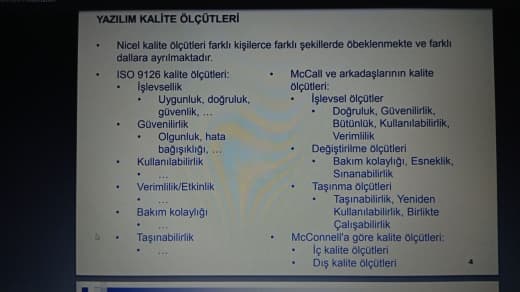 YAZILIM KALİTE ÖLÇÜTLERİ
• Nicel kalite ölçütleri farklı kişilerce farklı şekillerde öbeklenmekte ve farklı
dallara ayrılmaktadır.
• ISO 9126 kalite ölçütleri:
• İşlevsellik
• Uygunluk, doğruluk,
güvenlik, …
• Güvenilirlik
• Olgunluk, hata
bağışıklığı, …
• Kullanılabilirlik
• …
• Verimlilik/Etkinlik
• …
• Bakım kolaylığı
• …
• Taşınabilirlik
• …
• McCall ve arkadaşlarının kalite
ölçütleri:
• İşlevsel ölçütler
• Doğruluk, Güvenilirlik,
Bütünlük, Kullanılabilirlik,
Verimlilik
• Değiştirilme ölçütleri
• Bakım kolaylığı, Esneklik,
Sınanabilirlik
• Taşınma ölçütleri
• Taşınabilirlik, Yeniden
Kullanılabilirlik, Birlikte
Çalışabilirlik
• McConnell'a göre kalite ölçütleri:
• İç kalite ölçütleri
• Dış kalite ölçütleri
4